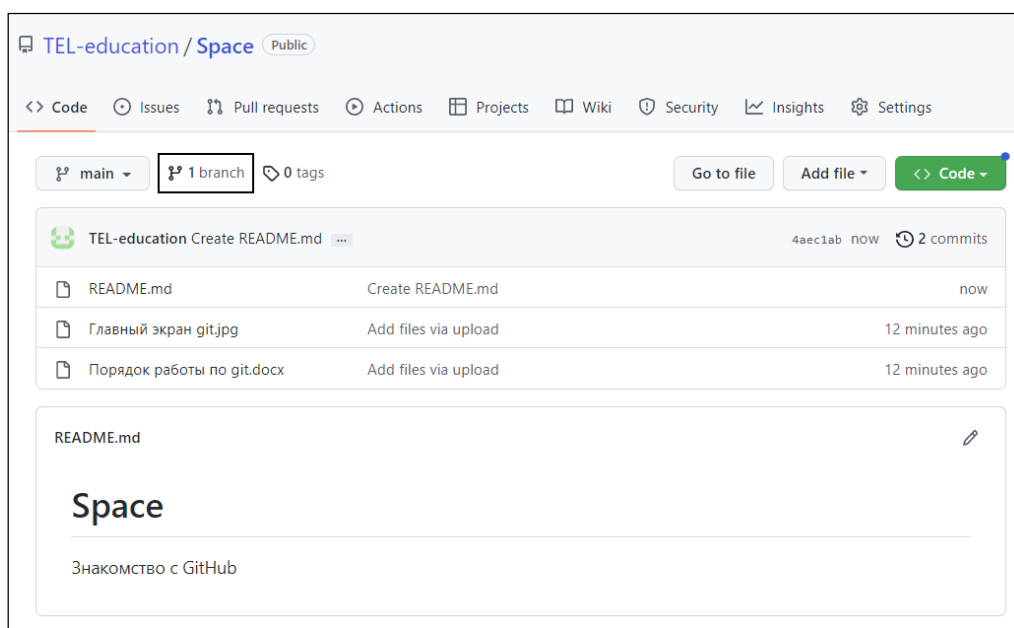 TEL-education / Space Public
<> Code Issues Pull requests Actions Projects Wiki Security Insights Settings
main 1 branch 0 tags Go to file Add file <> Code
TEL-education Create README.md ... 4aec1ab now 2 commits
README.md Create README.md now
Главный экран git.jpg Add files via upload 12 minutes ago
Порядок работы по git.docx Add files via upload 12 minutes ago
README.md
Space
Знакомство с GitHub